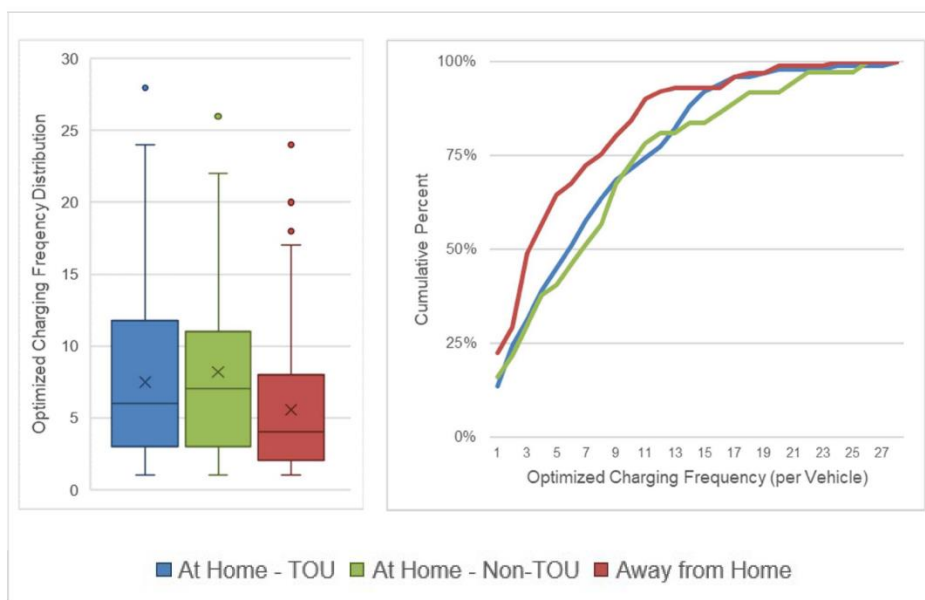 Optimized Charging Freqency Distribution
30
25
20
15
10
5
0
Cumulative Percent
100%
75%
50%
25%
0%
1 3 5 7 9 11 13 15 17 19 21 23 25 27
Optimized Charging Frequency (per Vehicle)
At Home - TOU At Home - Non-TOU Away from Home